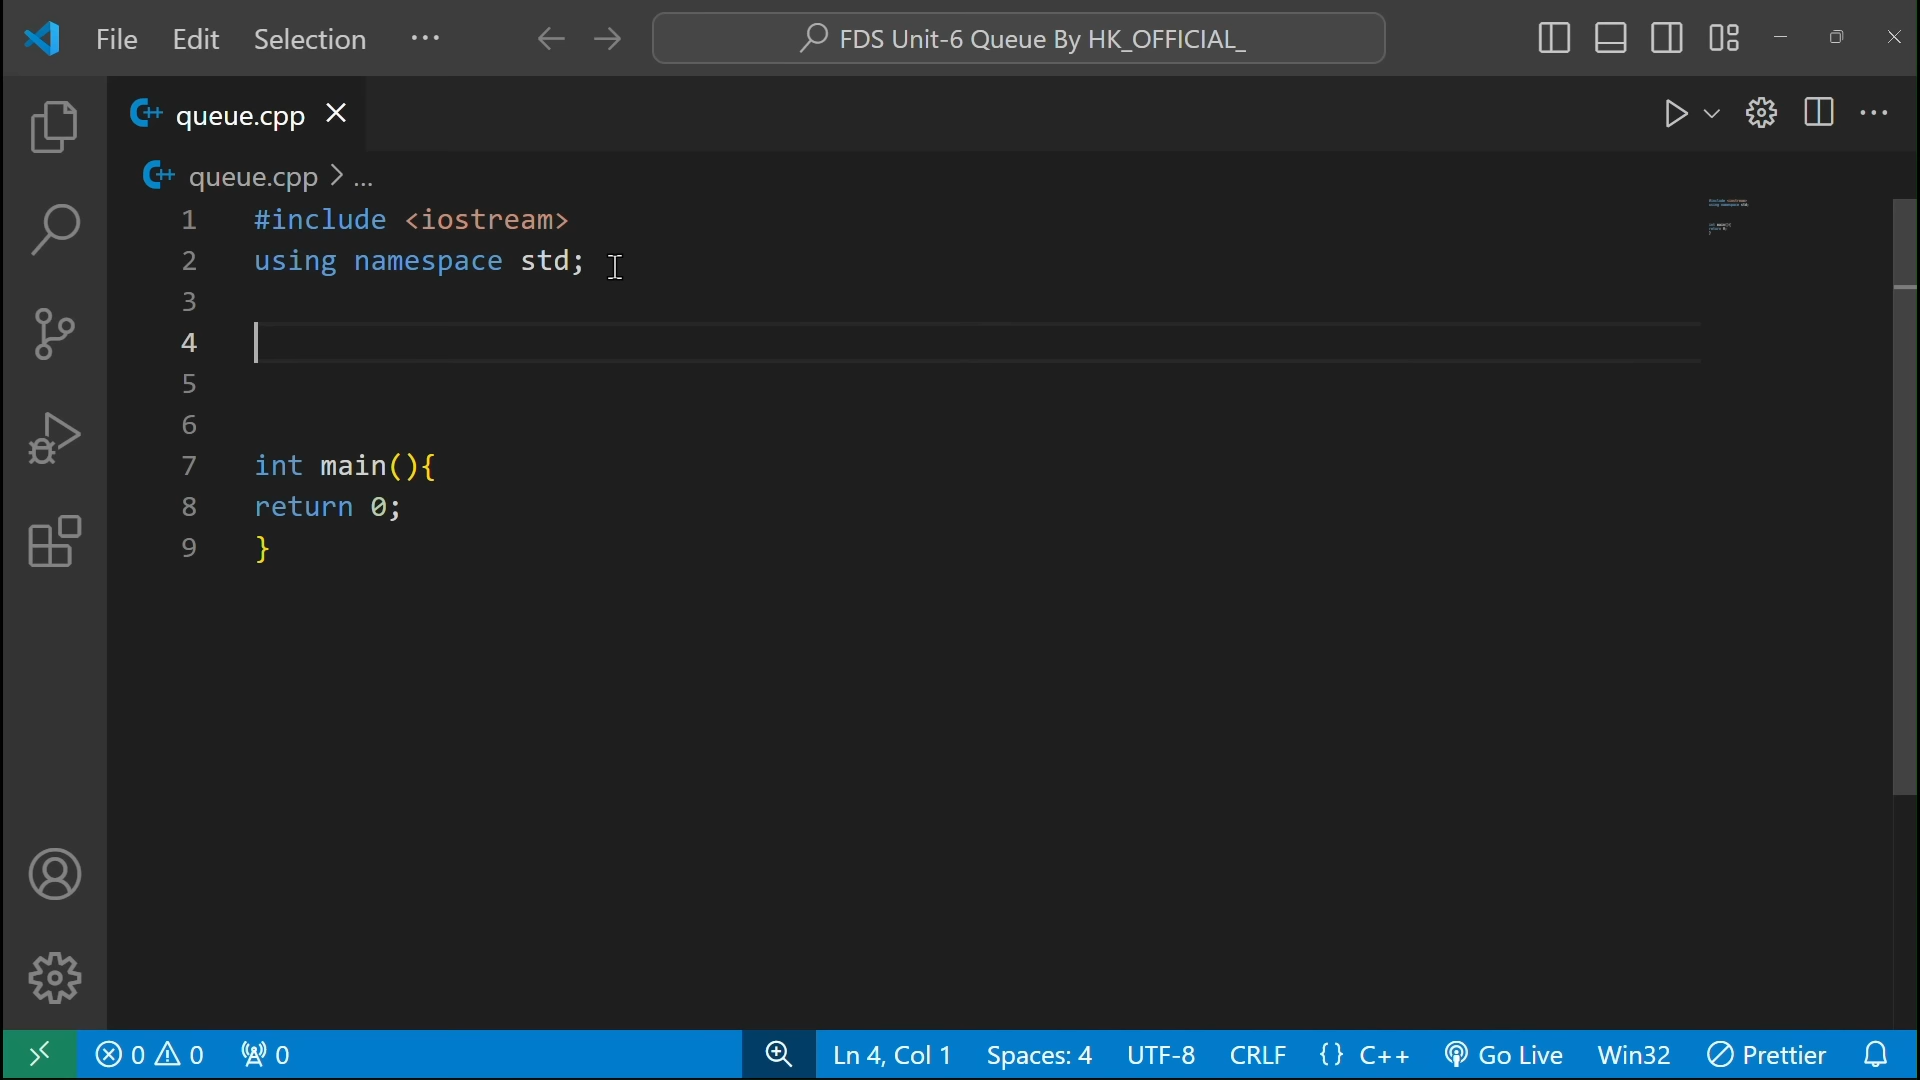 File Edit Selection ··· FDS Unit-6 Queue By HK_OFFICIAL_
queue.cpp
queue.cpp > ...
1 #include <iostream>
2 using namespace std;
3
4
5
6
7 int main(){
8 return 0;
9 }
0 0 0 Ln 4, Col 1 Spaces: 4 UTF-8 CRLF {} C++ Go Live Win32 Prettier